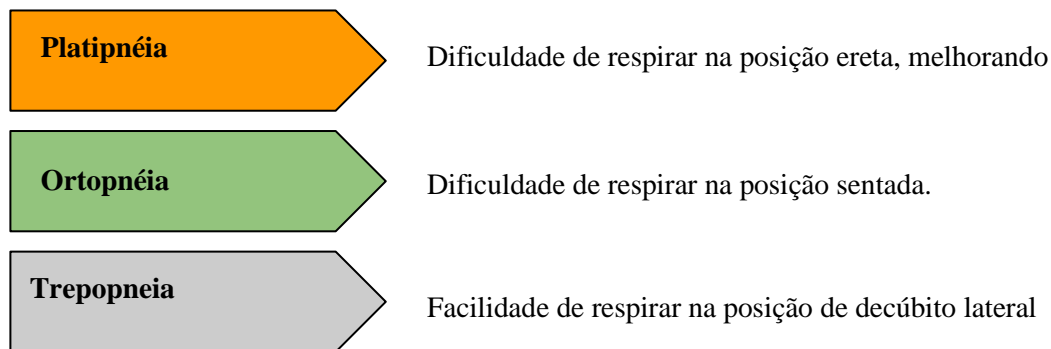 Platipnéia
Dificuldade de respirar na posição ereta, melhorando
Ortopnéia
Dificuldade de respirar na posição sentada.
Trepopneia
Facilidade de respirar na posição de decúbito lateral